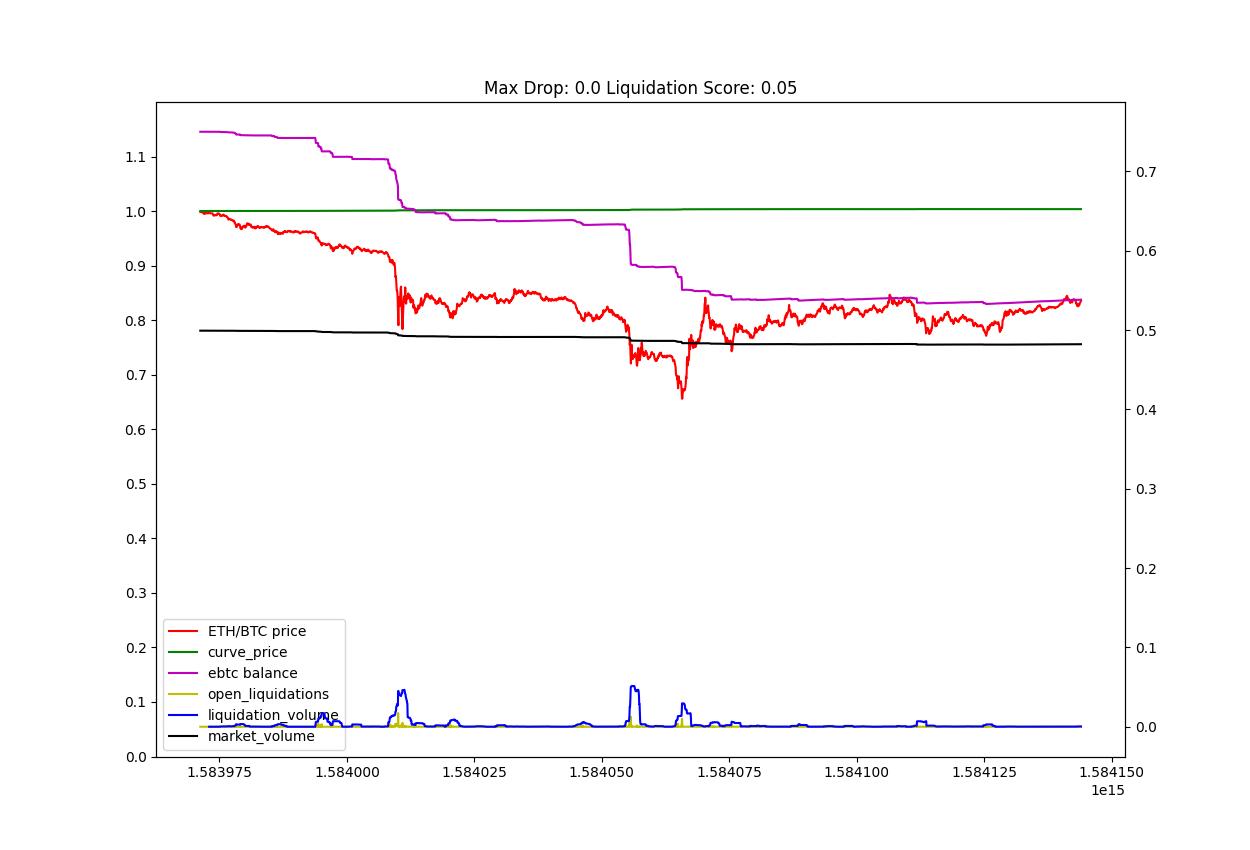 Max Drop: 0.0 Liquidation Score: 0.05
1.1
1.0
0.9
0.8
0.7
0.6
0.5
0.4
0.3
0.2
0.1
0.0
0.7
0.6
0.5
0.4
0.3
0.2
0.1
0.0
ETH/BTC price
curve_price
ebtc balance
open_liquidations
liquidation_volume
market_volume
1.583975 1.584000 1.584025 1.584050 1.584075 1.584100 1.584125 1.584150
1e15